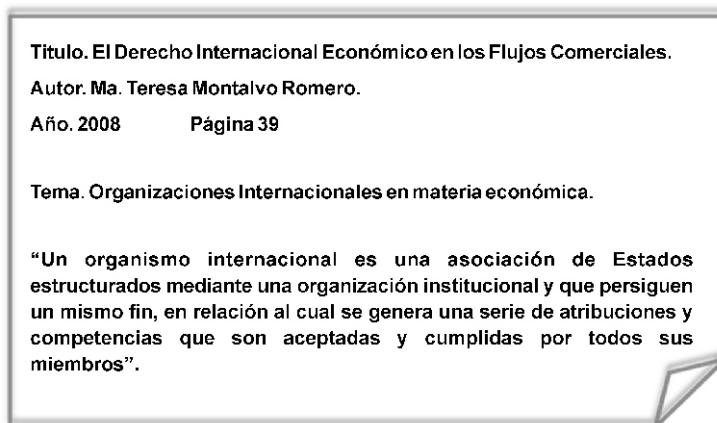 Titulo. El Derecho Internacional Económico en los Flujos Comerciales.
Autor. Ma. Teresa Montalvo Romero.
Año. 2008 Página 39
Tema. Organizaciones Internacionales en materia económica.
“Un organismo internacional es una asociación de Estados
estructurados mediante una organización institucional y que persiguen
un mismo fin, en relación al cual se genera una serie de atribuciones y
competencias que son aceptadas y cumplidas por todos sus
miembros”.